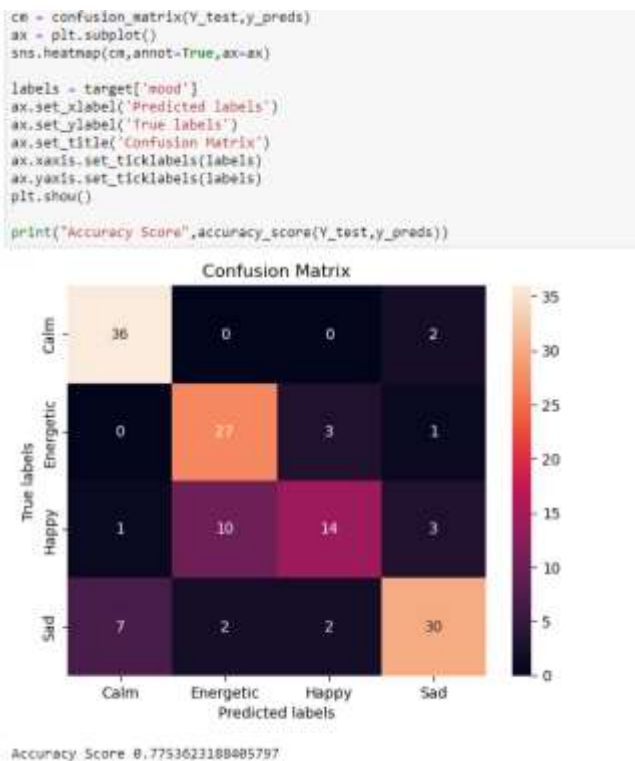 cm = confusion_matrix(Y_test,y_preds)
ax = plt.subplot()
sns.heatmap(cm,annot=True,ax=ax)
labels = target['mood']
ax.set_xlabel('Predicted labels')
ax.set_ylabel('True labels')
ax.set_title('Confusion Matrix')
ax.xaxis.set_ticklabels(labels)
ax.yaxis.set_ticklabels(labels)
plt.show()
print("Accuracy Score",accuracy_score(Y_test,y_preds))
Confusion Matrix
True labels
Calm 36 0 0 2
Energetic 0 27 3 1
Happy 1 10 14 3
Sad 7 2 2 30
Calm Energetic Happy Sad
Predicted labels
35
30
25
20
15
10
5
0
Accuracy Score 0.7753623188405797